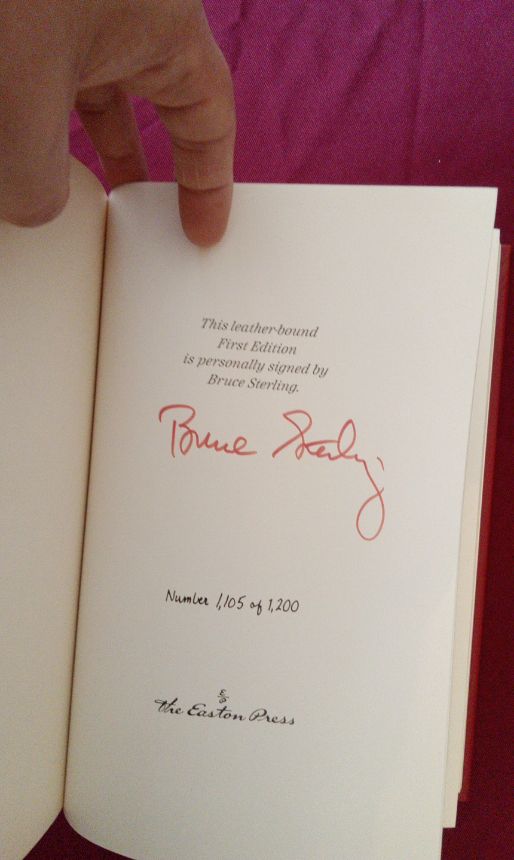 This leather-bound
First Edition
is personally signed by
Bruce Sterling.
Bruce Sterling
Number 1,105 of 1,200
E/P
The Easton Press